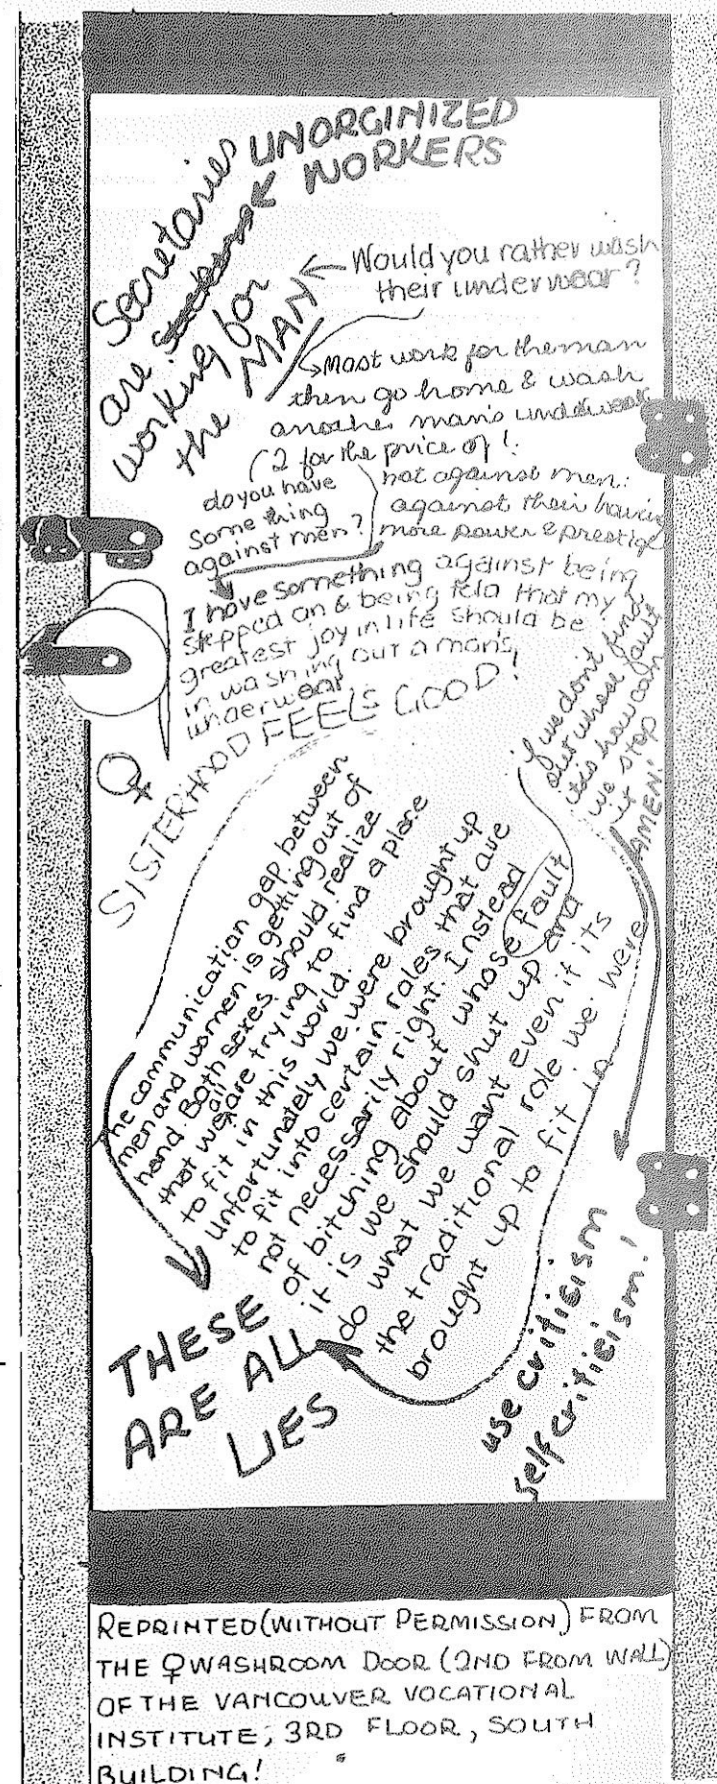 Secretaries
are
working for
the MAN
UNORGINIZED
WORKERS
Would you rather wash
their underwear?
Most work for the man
then go home & wash
another man's underwear
2 for the price of 1.
do you have
something
against men?
not against men:
against their having
more power & prestige
I have something against being
stepped on & being told that my
greatest joy in life should be
in washing out a man's
underwear
SISTERHOOD FEELS GOOD!
♀
if we don't find
out whose fault
it is how can
we stop
it
AMEN!
he communication gap between
men and women is getting out of
hand. Both sexes should realize
that we all are trying to find a place
to fit in this world.
Unfortunately we were brought up
to fit into certain roles that are
not necessarily right. Instead
of bitching about whose fault
it is we should shut up and
do what we want even if its
the traditional role we were
brought up to fit in
THESE
ARE ALL
LIES
use criticism
self criticism!
REPRINTED (WITHOUT PERMISSION) FROM
THE ♀ WASHROOM DOOR (2ND FROM WALL)
OF THE VANCOUVER VOCATIONAL
INSTITUTE; 3RD FLOOR, SOUTH
BUILDING!